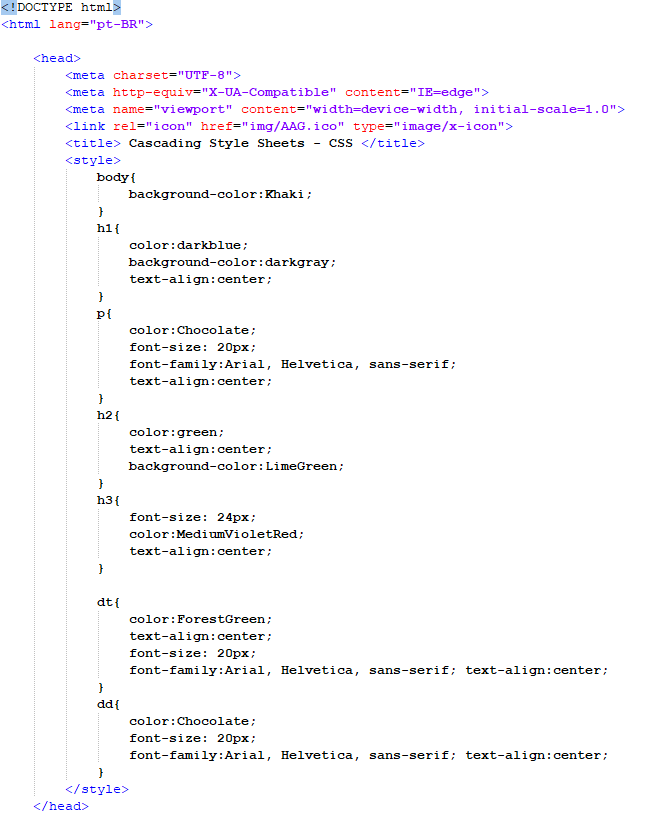 <!DOCTYPE html>
<html lang="pt-BR">
<head>
<meta charset="UTF-8">
<meta http-equiv="X-UA-Compatible" content="IE=edge">
<meta name="viewport" content="width=device-width, initial-scale=1.0">
<link rel="icon" href="img/AAG.ico" type="image/x-icon">
<title> Cascading Style Sheets - CSS </title>
<style>
body{
background-color:Khaki;
}
h1{
color:darkblue;
background-color:darkgray;
text-align:center;
}
p{
color:Chocolate;
font-size: 20px;
font-family:Arial, Helvetica, sans-serif;
text-align:center;
}
h2{
color:green;
text-align:center;
background-color:LimeGreen;
}
h3{
font-size: 24px;
color:MediumVioletRed;
text-align:center;
}
dt{
color:ForestGreen;
text-align:center;
font-size: 20px;
font-family:Arial, Helvetica, sans-serif; text-align:center;
}
dd{
color:Chocolate;
font-size: 20px;
font-family:Arial, Helvetica, sans-serif; text-align:center;
}
</style>
</head>